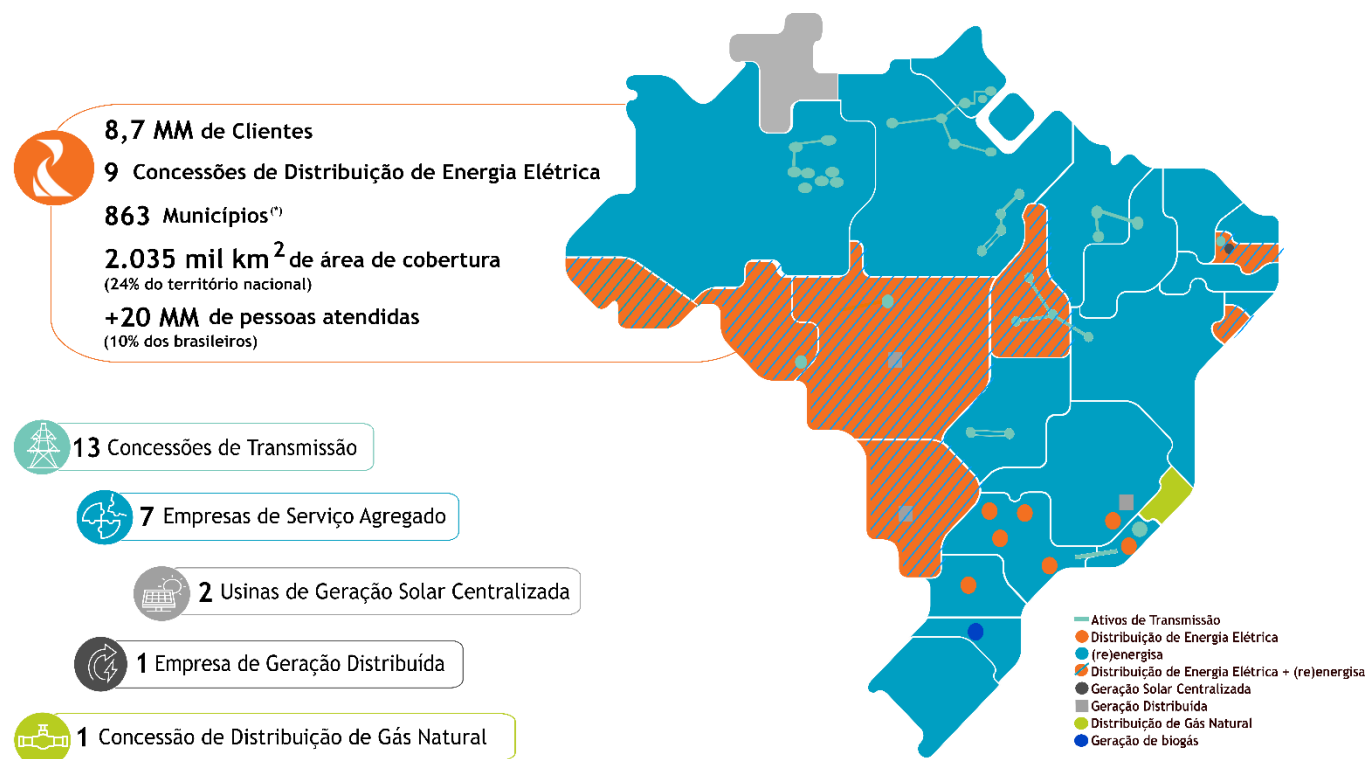 8,7 MM de Clientes
9 Concessões de Distribuição de Energia Elétrica
863 Municípios(*)
2.035 mil km2 de área de cobertura
(24% do território nacional)
+20 MM de pessoas atendidas
(10% dos brasileiros)
13 Concessões de Transmissão
7 Empresas de Serviço Agregado
2 Usinas de Geração Solar Centralizada
1 Empresa de Geração Distribuída
1 Concessão de Distribuição de Gás Natural
Ativos de Transmissão
Distribuição de Energia Elétrica
(re)energisa
Distribuição de Energia Elétrica + (re)energisa
Geração Solar Centralizada
Geração Distribuída
Distribuição de Gás Natural
Geração de biogás